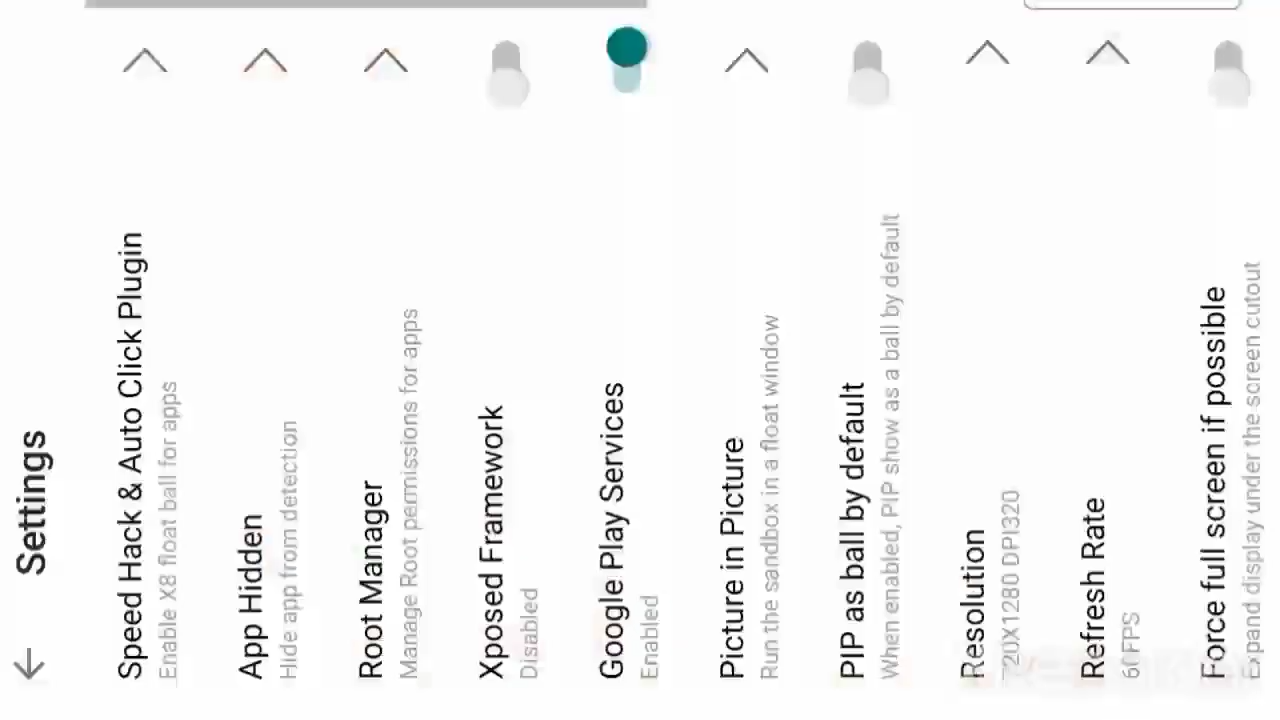 Settings
Speed Hack & Auto Click Plugin
Enable X8 float ball for apps
App Hidden
Hide app from detection
Root Manager
Manage Root permissions for apps
Xposed Framework
Disabled
Google Play Services
Enabled
Picture in Picture
Run the sandbox in a float window
PIP as ball by default
When enabled, PIP show as a ball by default
Resolution
720X1280 DPI320
Refresh Rate
60FPS
Force full screen if possible
Expand display under the screen cutout